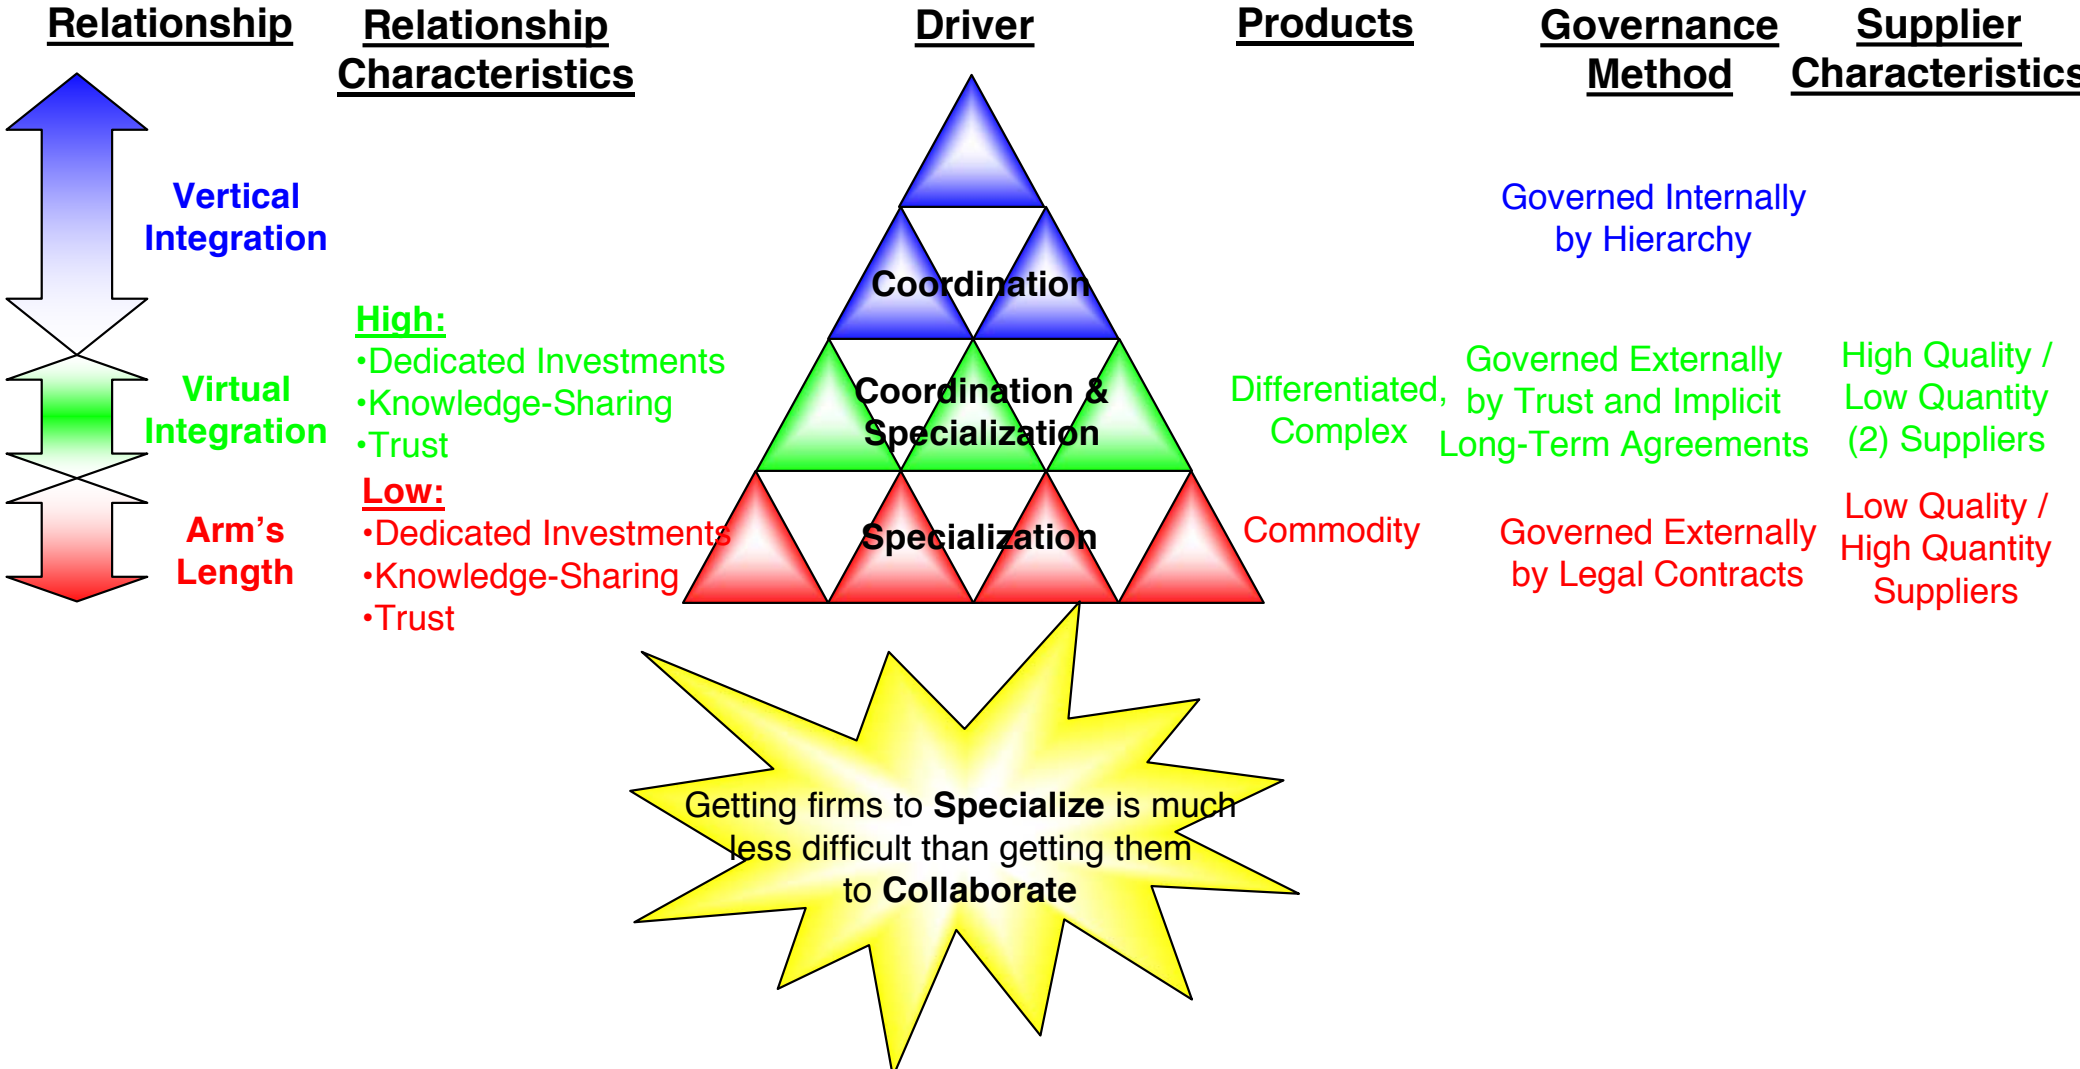 Relationship
Relationship
Characteristics
Driver
Products
Governance
Method
Supplier
Characteristics
Vertical
Integration
Coordination
Governed Internally
by Hierarchy
Virtual
Integration
High:
•Dedicated Investments
•Knowledge-Sharing
•Trust
Coordination &
Specialization
Differentiated,
Complex
Governed Externally
by Trust and Implicit
Long-Term Agreements
High Quality /
Low Quantity
(2) Suppliers
Arm's
Length
Low:
•Dedicated Investments
•Knowledge-Sharing
•Trust
Specialization
Commodity
Governed Externally
by Legal Contracts
Low Quality /
High Quantity
Suppliers
Getting firms to Specialize is much
less difficult than getting them
to Collaborate